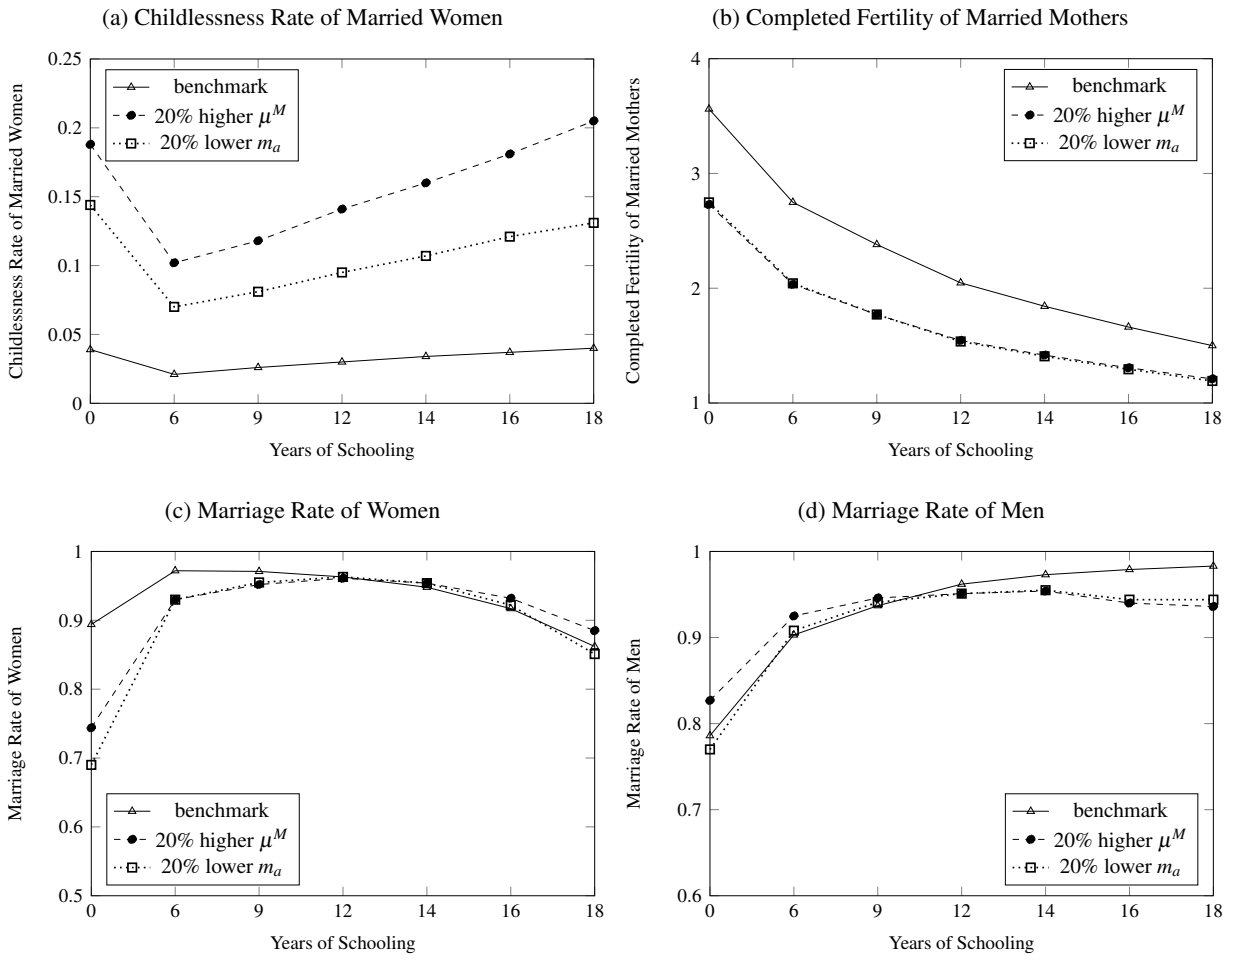 (a) Childlessness Rate of Married Women
Childlessness Rate of Married Women
0.25
0.2
0.15
0.1
0.05
0
benchmark
20% higher μ^M
20% lower m_a
0 6 9 12 14 16 18
Years of Schooling
(b) Completed Fertility of Married Mothers
Completed Fertility of Married Mothers
4
3
2
1
benchmark
20% higher μ^M
20% lower m_a
0 6 9 12 14 16 18
Years of Schooling
(c) Marriage Rate of Women
Marriage Rate of Women
1
0.9
0.8
0.7
0.6
0.5
benchmark
20% higher μ^M
20% lower m_a
0 6 9 12 14 16 18
Years of Schooling
(d) Marriage Rate of Men
Marriage Rate of Men
1
0.9
0.8
0.7
0.6
benchmark
20% higher μ^M
20% lower m_a
0 6 9 12 14 16 18
Years of Schooling